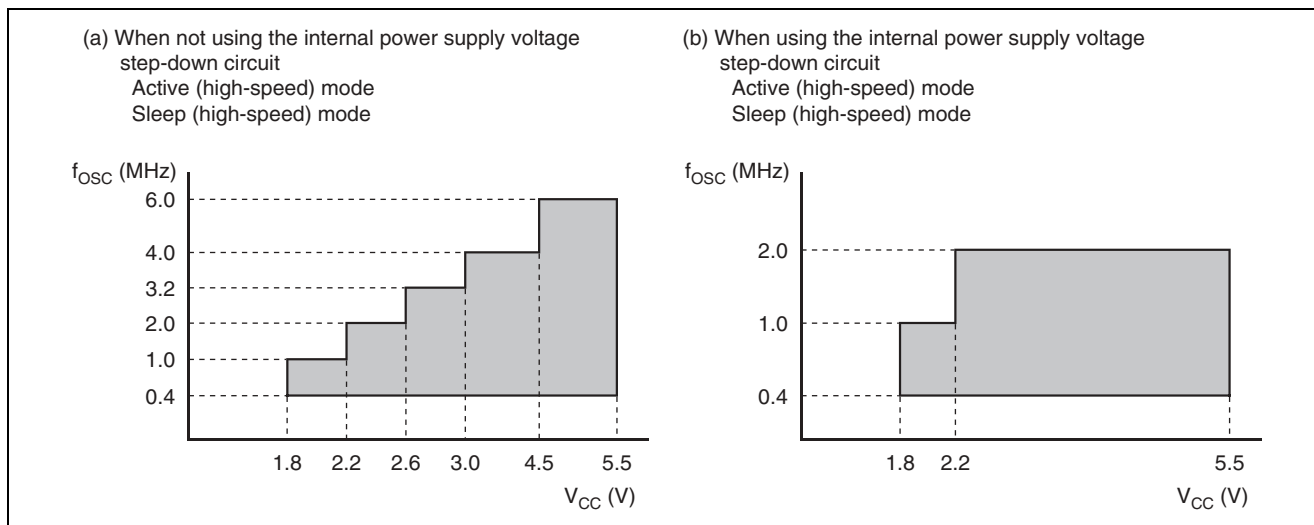 (a) When not using the internal power supply voltage
step-down circuit
Active (high-speed) mode
Sleep (high-speed) mode
fOSC (MHz)
6.0
4.0
3.2
2.0
1.0
0.4
1.8 2.2 2.6 3.0 4.5 5.5
VCC (V)
(b) When using the internal power supply voltage
step-down circuit
Active (high-speed) mode
Sleep (high-speed) mode
fOSC (MHz)
2.0
1.0
0.4
1.8 2.2 5.5
VCC (V)